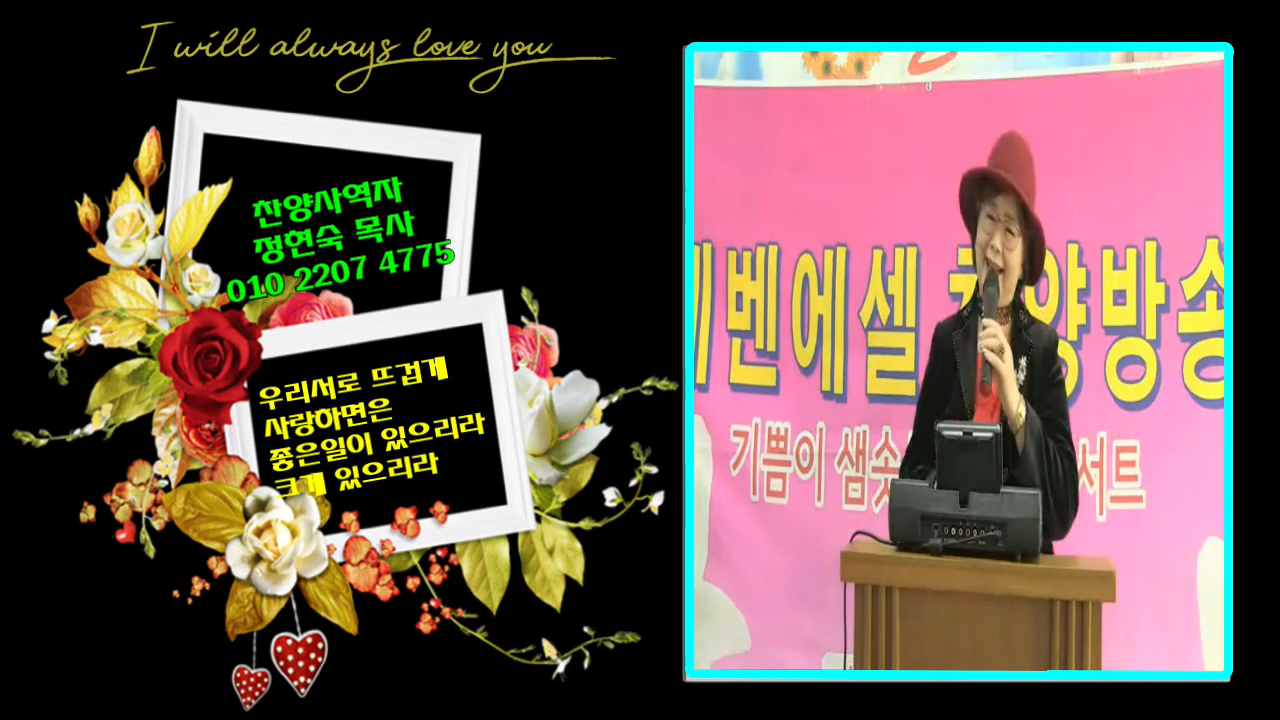 I will always love you
찬양사역자
정현숙 목사
010 2207 4775
우리서로 뜨겁게
사랑하면은
좋은일이 있으리라
크게 있으리라
벤에셀 양방송
기쁨이 샘솟 서트